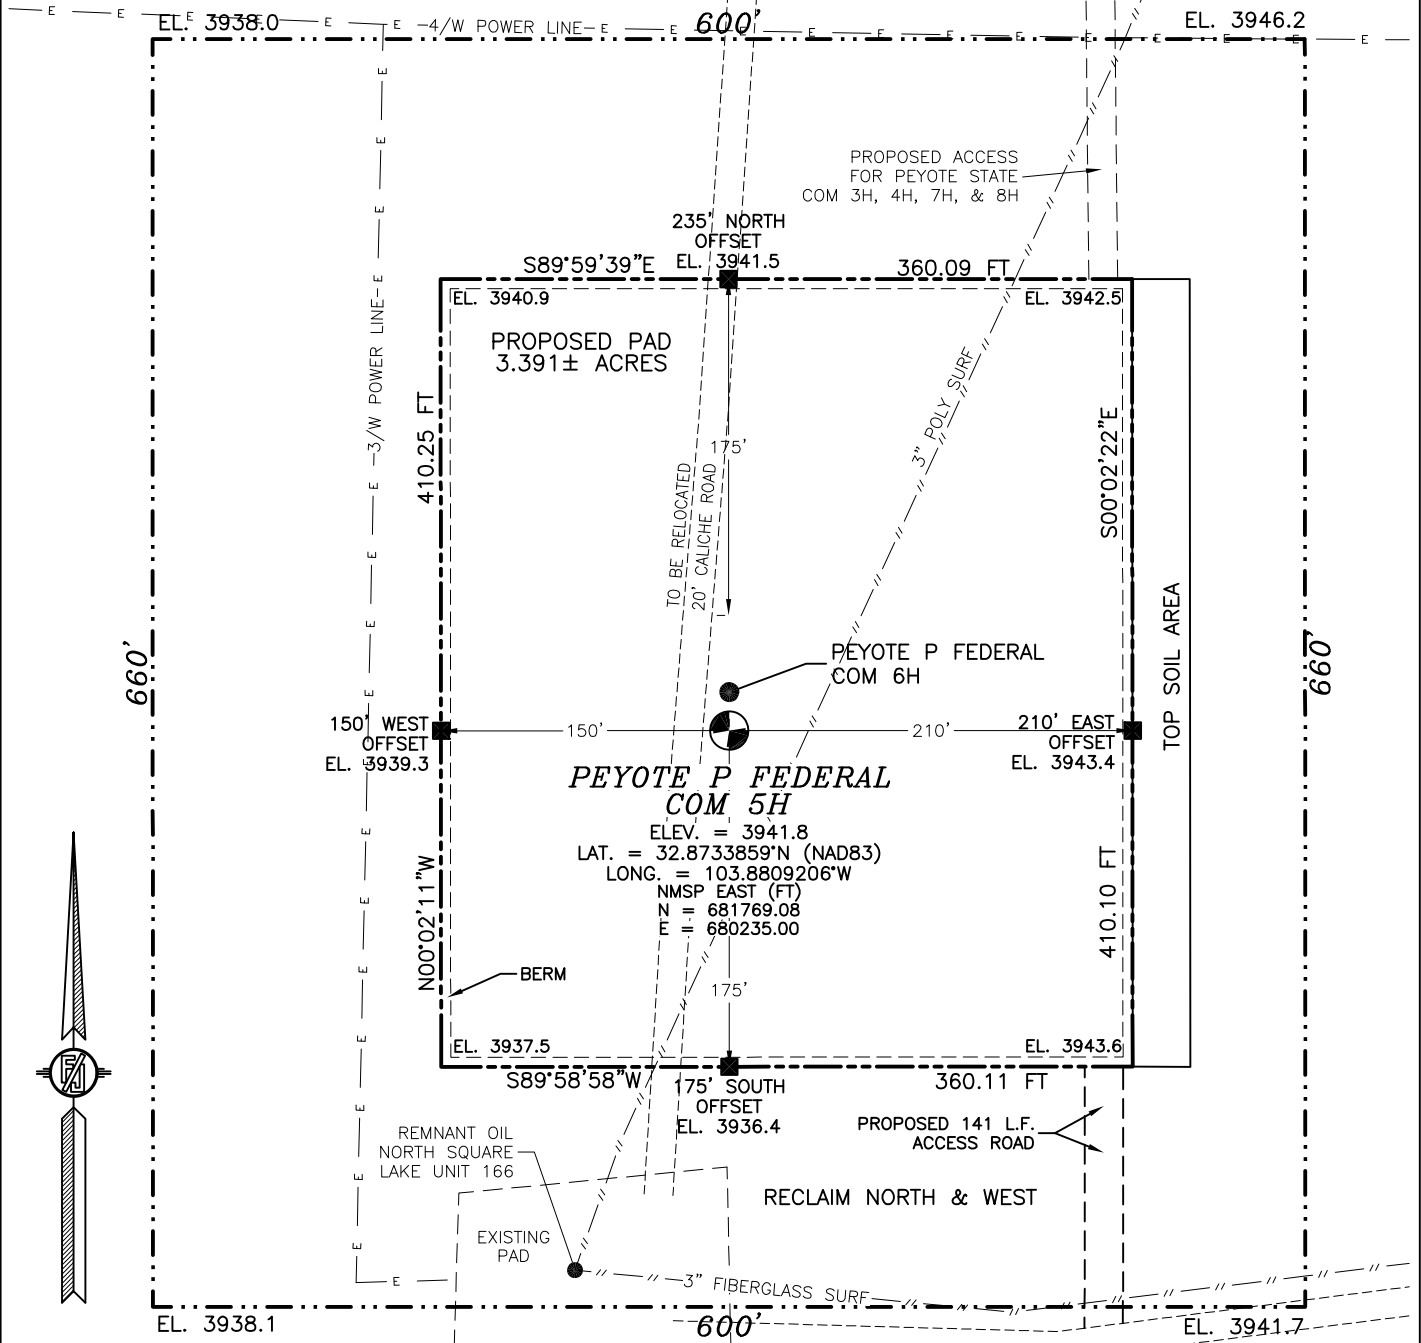 EL. 3938.0
600'
EL. 3946.2
E E E 4/W POWER LINE E E E E E E E E E E E
PROPOSED ACCESS
FOR PEYOTE STATE
COM 3H, 4H, 7H, & 8H
235' NORTH
OFFSET
EL. 3941.5
S89°59'39"E
360.09 FT
EL. 3940.9
EL. 3942.5
PROPOSED PAD
3.391± ACRES
3/W POWER LINE
410.25 FT
175'
3" POLY SURF
S00°02'22"E
TO BE RELOCATED
20' CALICHE ROAD
TOP SOIL AREA
660'
660'
PEYOTE P FEDERAL
COM 6H
150' WEST
OFFSET
EL. 3939.3
150'
210'
210' EAST
OFFSET
EL. 3943.4
PEYOTE P FEDERAL
COM 5H
ELEV. = 3941.8
LAT. = 32.8733859°N (NAD83)
LONG. = 103.8809206°W
NMSP EAST (FT)
N = 681769.08
E = 680235.00
N00°02'11"W
410.10 FT
BERM
175'
EL. 3937.5
EL. 3943.6
S89°58'58"W
360.11 FT
175' SOUTH
OFFSET
EL. 3936.4
PROPOSED 141 L.F.
ACCESS ROAD
REMNANT OIL
NORTH SQUARE
LAKE UNIT 166
RECLAIM NORTH & WEST
EXISTING
PAD
3" FIBERGLASS SURF
EL. 3938.1
600'
EL. 3941.7